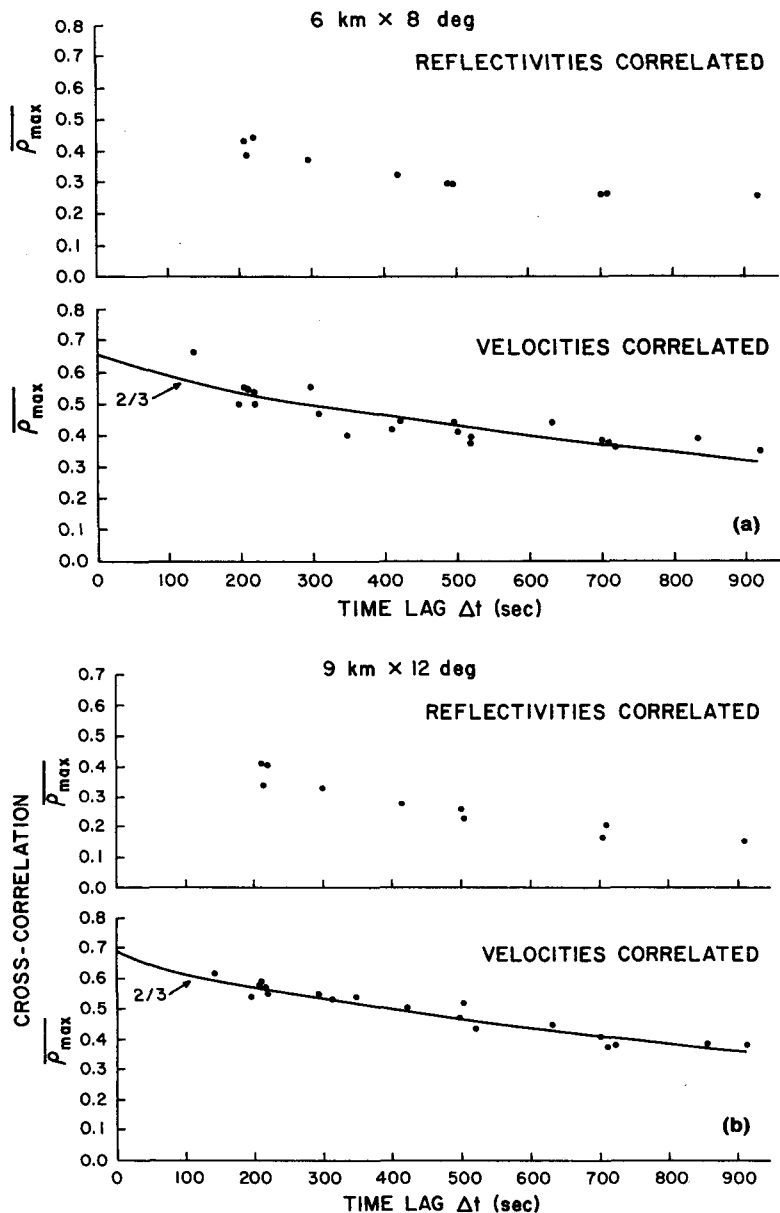 6 km × 8 deg
REFLECTIVITIES CORRELATED
0.8
0.7
0.6
0.5
0.4
0.3
0.2
0.1
0.0
ρmax
VELOCITIES CORRELATED
0.8
0.7
0.6
0.5
0.4
0.3
0.2
0.1
0.0
ρmax
2/3
(a)
0 100 200 300 400 500 600 700 800 900
TIME LAG Δt (sec)
9 km × 12 deg
REFLECTIVITIES CORRELATED
0.7
0.6
0.5
0.4
0.3
0.2
0.1
0.0
ρmax
CROSS-CORRELATION
VELOCITIES CORRELATED
0.8
0.7
0.6
0.5
0.4
0.3
0.2
0.1
0.0
ρmax
2/3
(b)
0 100 200 300 400 500 600 700 800 900
TIME LAG Δt (sec)